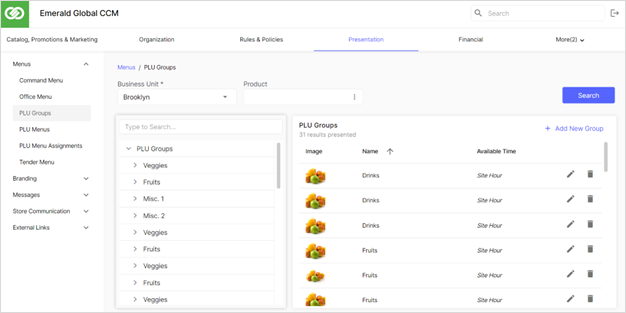 Emerald Global CCM
Search
Catalog, Promotions & Marketing
Organization
Rules & Policies
Presentation
Financial
More(2)
Menus
Command Menu
Office Menu
PLU Groups
PLU Menus
PLU Menu Assignments
Tender Menu
Branding
Messages
Store Communication
External Links
Menus / PLU Groups
Business Unit *
Brooklyn
Product
Search
Type to Search...
PLU Groups
Veggies
Fruits
Misc. 1
Misc. 2
Veggies
Fruits
Veggies
Fruits
Veggies
PLU Groups
31 results presented
+ Add New Group
Image Name Available Time
Drinks Site Hour
Drinks Site Hour
Drinks Site Hour
Fruits Site Hour
Fruits Site Hour
Fruits Site Hour